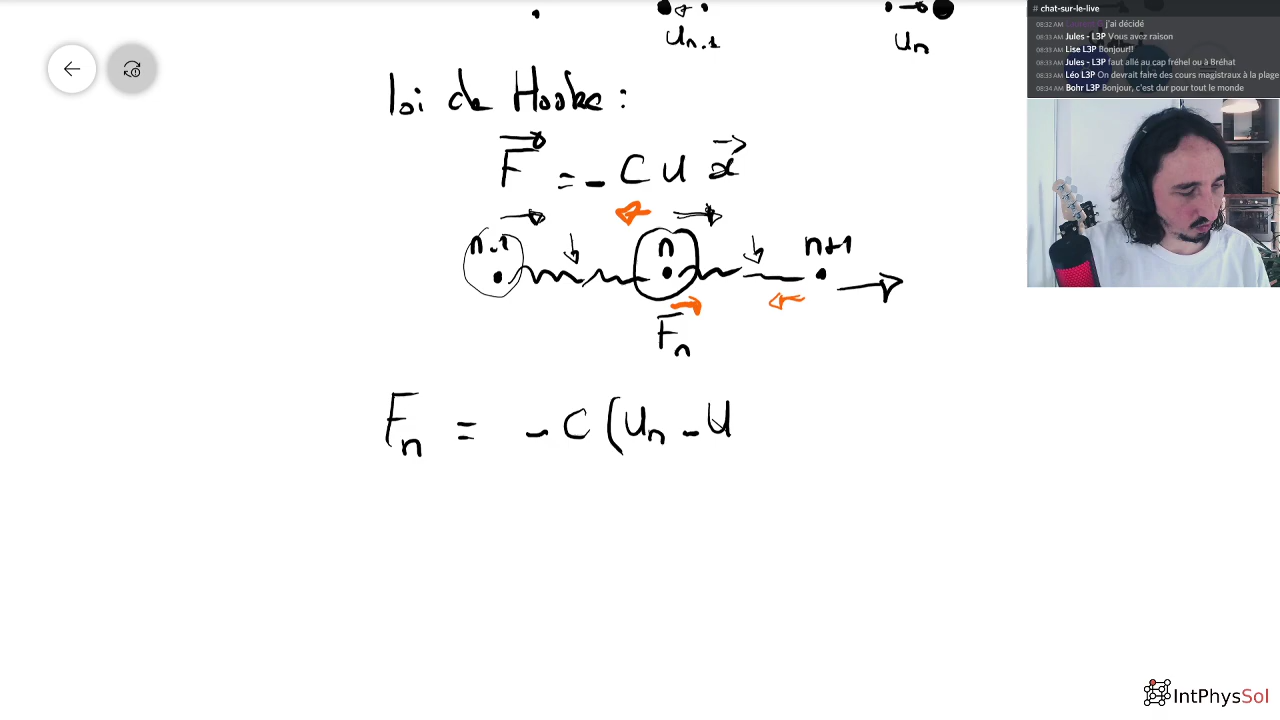 # chat-sur-le-live
08:32 AM Laurent G j'ai décidé
08:33 AM Jules - L3P Vous avez raison
08:33 AM Lise L3P Bonjour!!
08:33 AM Jules - L3P faut allé au cap fréhel ou à Bréhat
08:33 AM Léo L3P On devrait faire des cours magistraux à la plage
08:34 AM Bohr L3P Bonjour, c'est dur pour tout le monde
Un-1 Un
loi de Hooke :
F = - C U x
n-1 n n+1
Fn
Fn = - C (Un - U
IntPhysSol